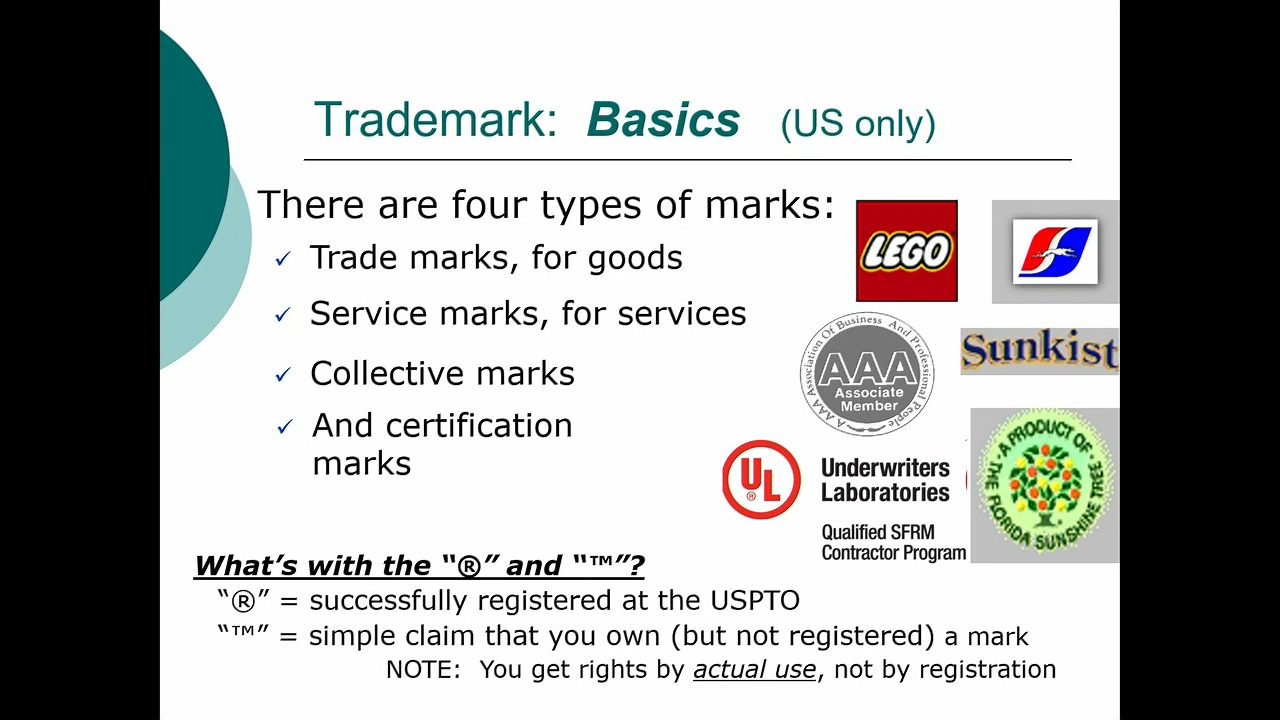 Trademark: Basics (US only)
There are four types of marks:
✓ Trade marks, for goods
✓ Service marks, for services
✓ Collective marks
✓ And certification
marks
LEGO
Association Of Business And Professional People
AAA
Associate
Member
AAAA
Sunkist
UL
®
Underwriters
Laboratories
Qualified SFRM
Contractor Program
A PRODUCT OF
THE FLORIDA SUNSHINE TREE
What’s with the “®” and “™”?
“®” = successfully registered at the USPTO
“™” = simple claim that you own (but not registered) a mark
NOTE: You get rights by actual use, not by registration